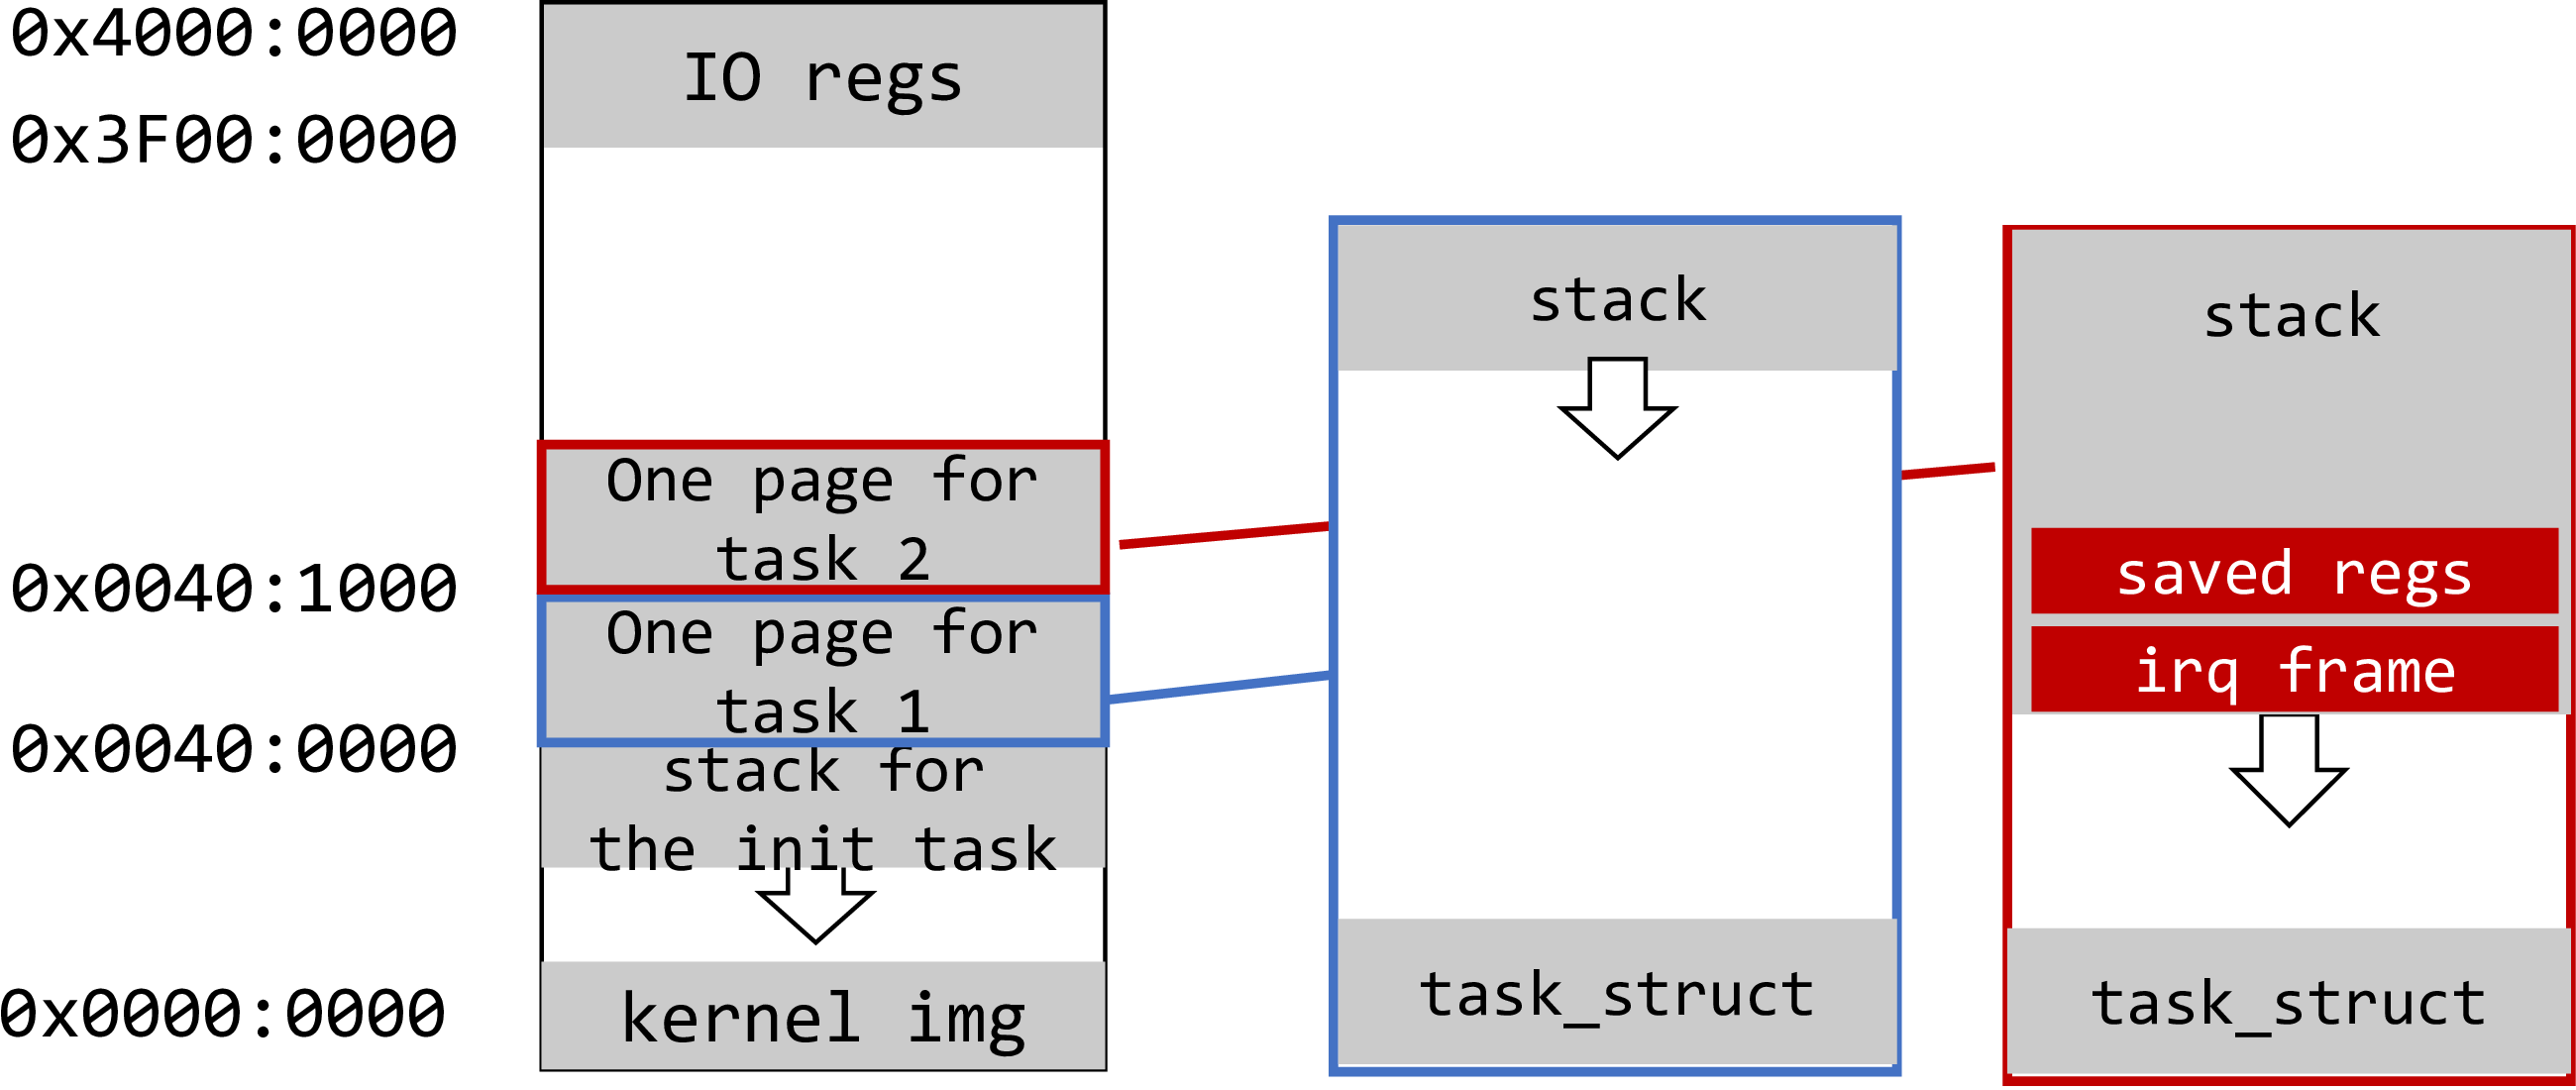 0x4000:0000
IO regs
0x3F00:0000
One page for
task 2
0x0040:1000
One page for
task 1
0x0040:0000
stack for
the init task
0x0000:0000
kernel img
stack
task_struct
stack
saved regs
irq frame
task_struct